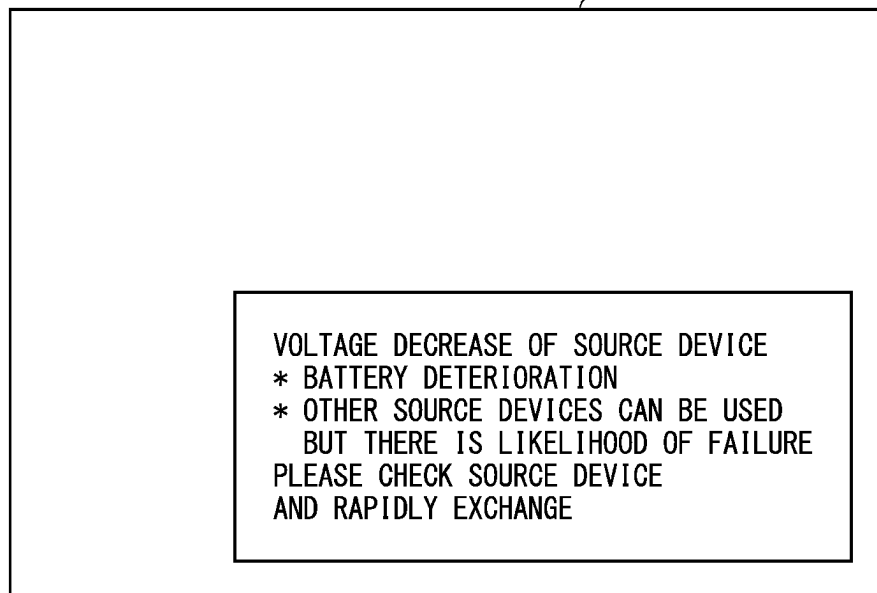 VOLTAGE DECREASE OF SOURCE DEVICE
* BATTERY DETERIORATION
* OTHER SOURCE DEVICES CAN BE USED
BUT THERE IS LIKELIHOOD OF FAILURE
PLEASE CHECK SOURCE DEVICE
AND RAPIDLY EXCHANGE